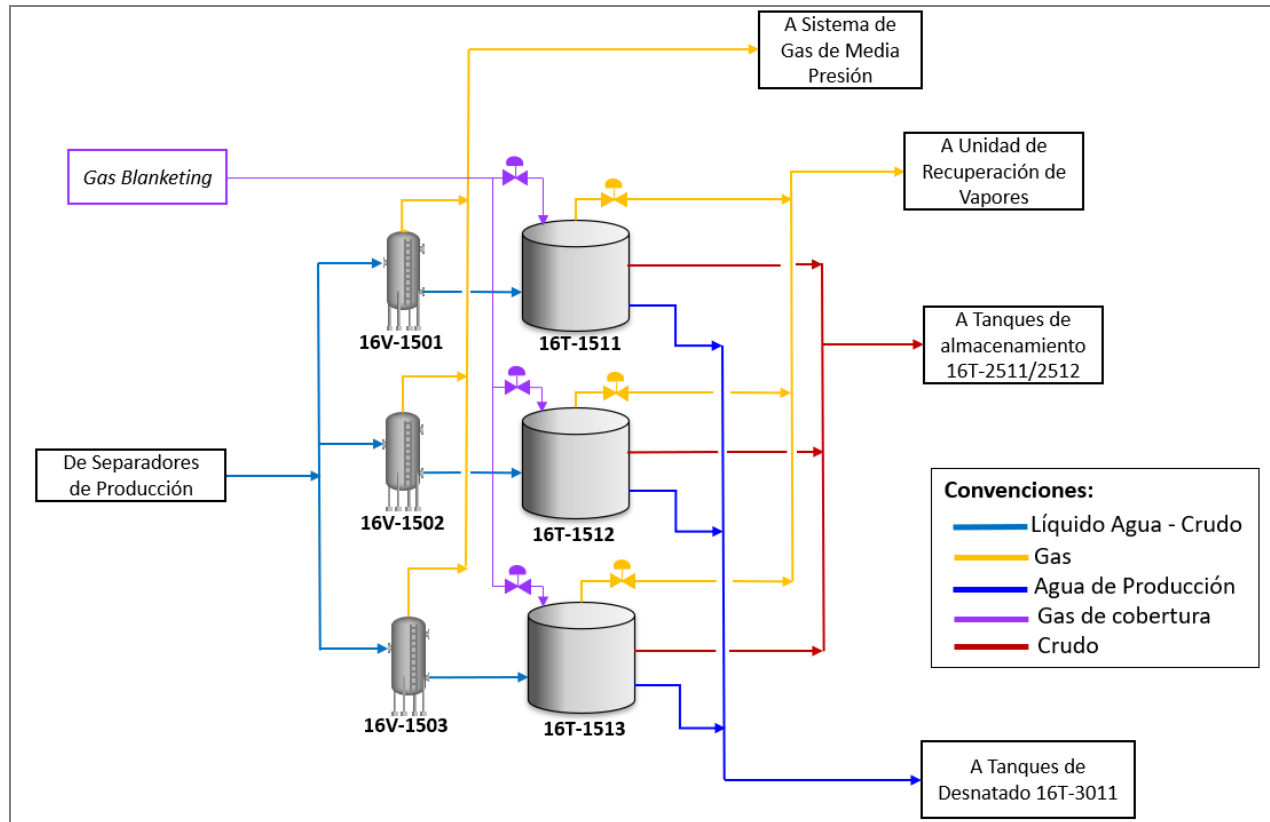 A Sistema de
Gas de Media
Presión
A Unidad de
Recuperación de
Vapores
Gas Blanketing
16V-1501
16T-1511
A Tanques de
almacenamiento
16T-2511/2512
De Separadores
de Producción
16V-1502
16T-1512
Convenciones:
Líquido Agua - Crudo
Gas
Agua de Producción
Gas de cobertura
Crudo
16V-1503
16T-1513
A Tanques de
Desnatado 16T-3011